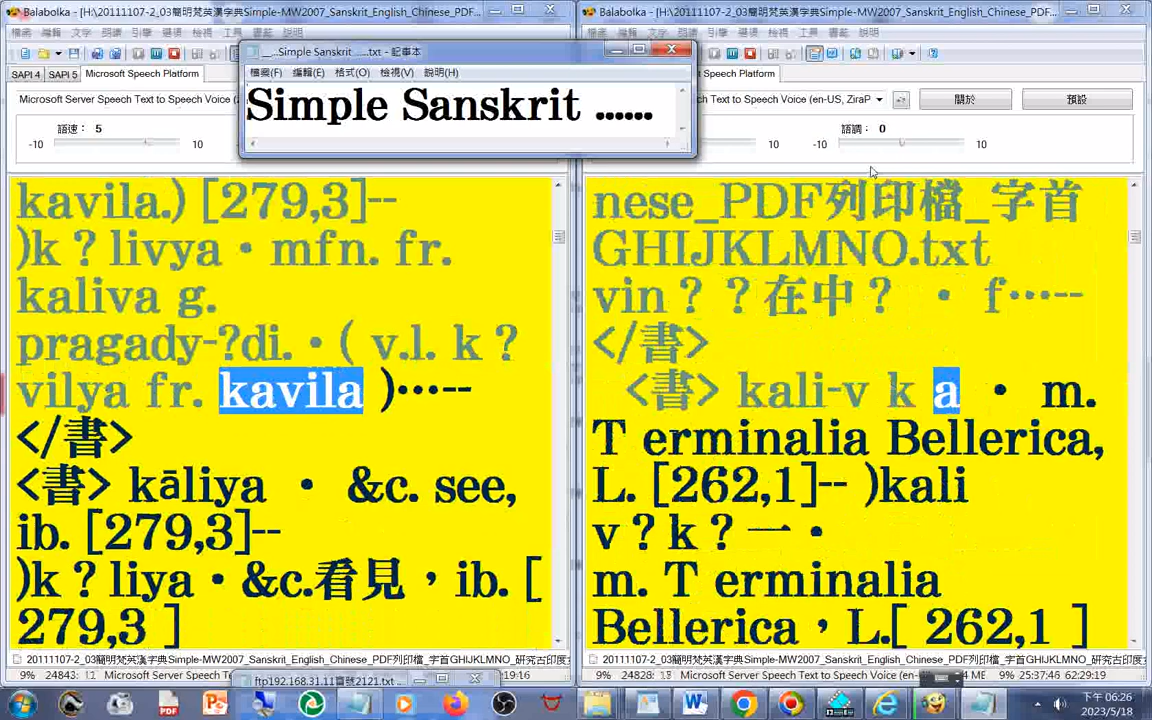 Balabolka - [H:\20111107-2_03簡明梵英漢字典Simple-MW2007_Sanskrit_English_Chinese_PDF...
Balabolka - [H:\20111107-2_03簡明梵英漢字典Simple-MW2007_Sanskrit_English_Chinese_PDF...
__...Simple Sanskrit ......txt - 記事本
檔案(F) 編輯(E) 格式(O) 檢視(V) 說明(H)
Simple Sanskrit ......
SAPI 4 SAPI 5 Microsoft Speech Platform
t Speech Platform
Microsoft Server Speech Text to Speech Voice (
ch Text to Speech Voice (en-US, ZiraP
關於
預設
語速： 5
語調： 0
-10 10
10 -10 10
kavila.) [279,3]--
)k？livya・mfn. fr.
kaliva g.
pragady-?di.・( v.l. k？
vilya fr. kavila )…--
</書>
<書> kāliya ・ &c. see,
ib. [279,3]--
)k？liya・&c.看見，ib. [
279,3 ]
nese_PDF列印檔_字首
GHIJKLMNO.txt
vin？？在中？ ・ f…--
</書>
<書> kali-v k a ・ m.
T erminalia Bellerica,
L. [262,1]-- )kali
v？k？一・
m. T erminalia
Bellerica，L.[ 262,1 ]
20111107-2_03簡明梵英漢字典Simple-MW2007_Sanskrit_English_Chinese_PDF列印檔_字首GHIJKLMNO_研究古印度
20111107-2_03簡明梵英漢字典Simple-MW2007_Sanskrit_English_Chinese_PDF列印檔_字首GHIJKLMNO_研究古印度
9% 24843: 11 Microsoft Server Speech
:19:16
9% 24828: Microsoft Server Speech Text to Speech
25:37:46 62:29:19
下午 06:26
2023/5/18